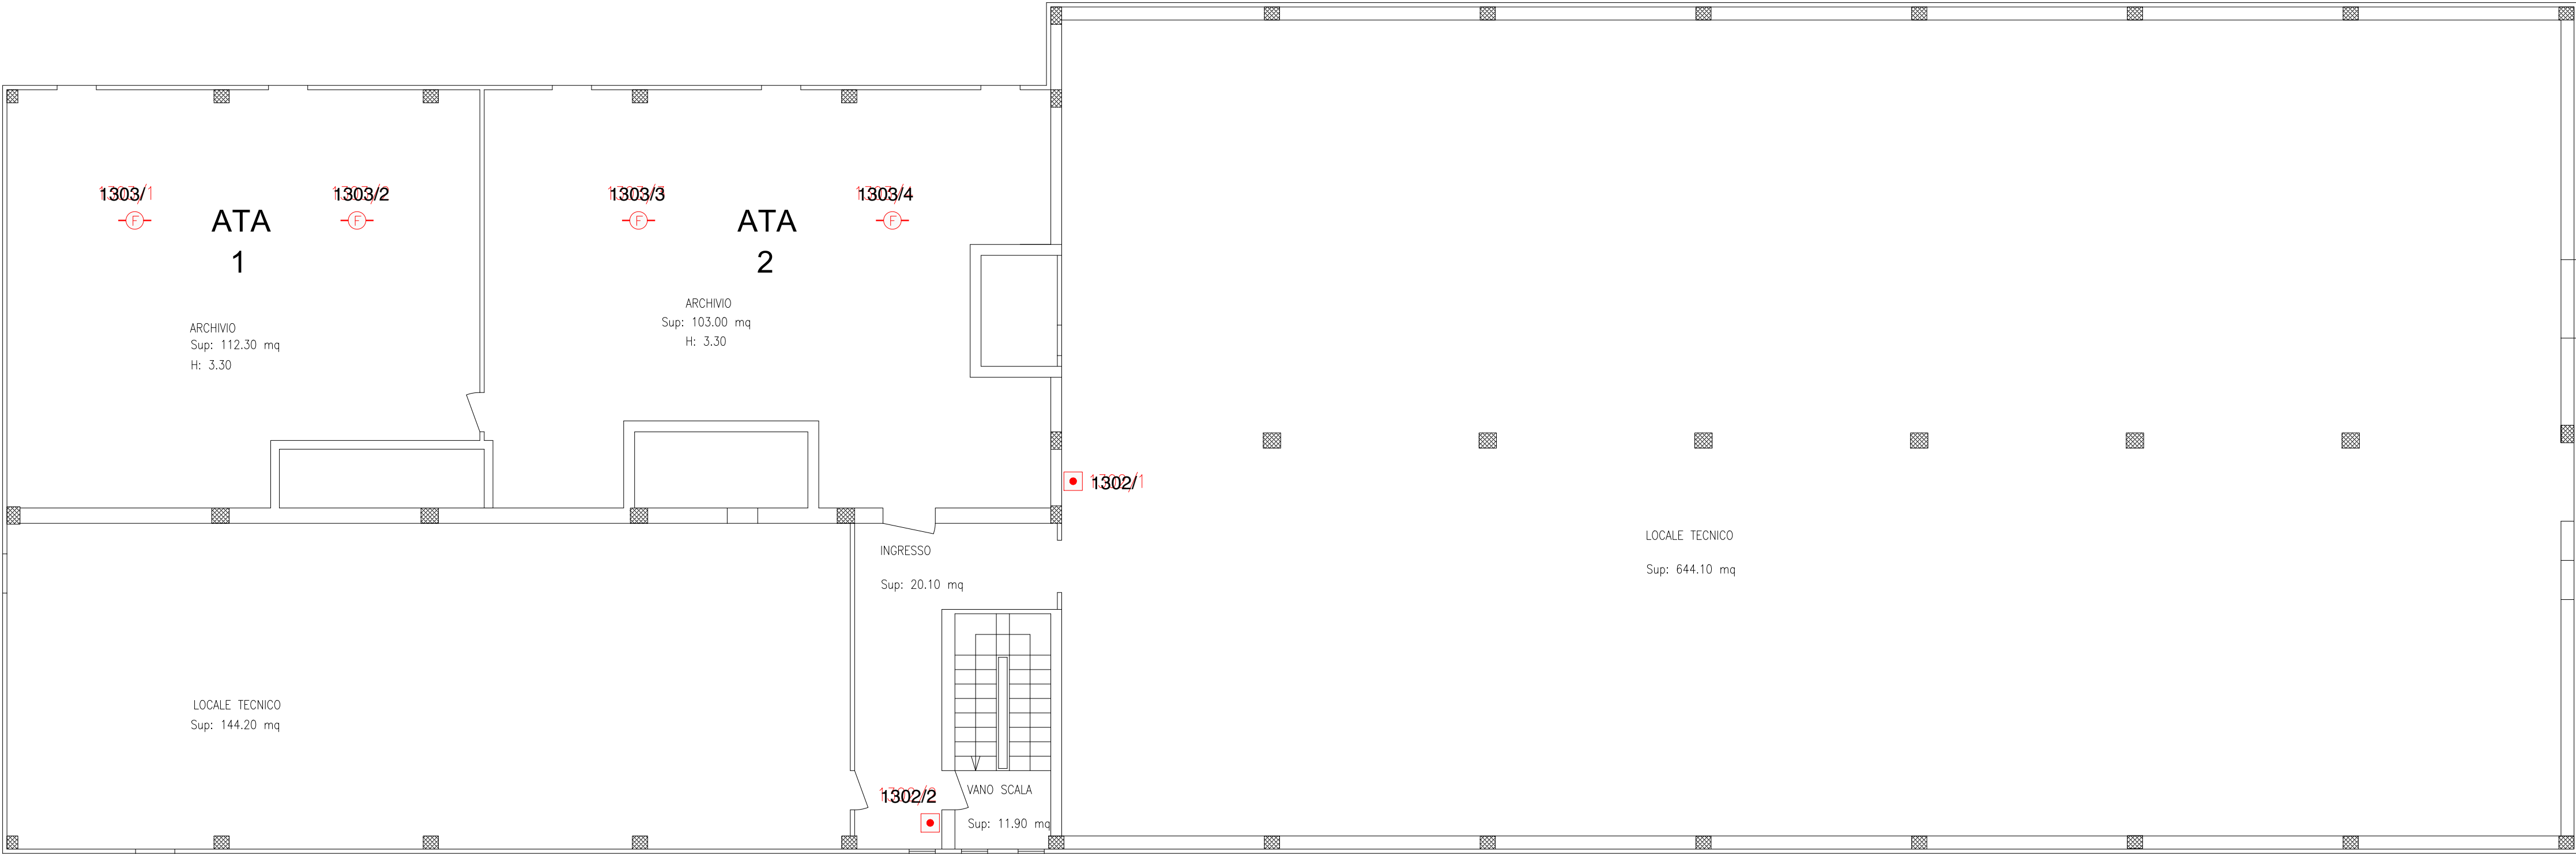 1303/1
1303/2
1303/3
1303/4
F
F
F
F
ATA
1
ATA
2
ARCHIVIO
Sup: 112.30 mq
H: 3.30
ARCHIVIO
Sup: 103.00 mq
H: 3.30
1302/1
INGRESSO
Sup: 20.10 mq
LOCALE TECNICO
Sup: 644.10 mq
LOCALE TECNICO
Sup: 144.20 mq
1302/2
VANO SCALA
Sup: 11.90 mq